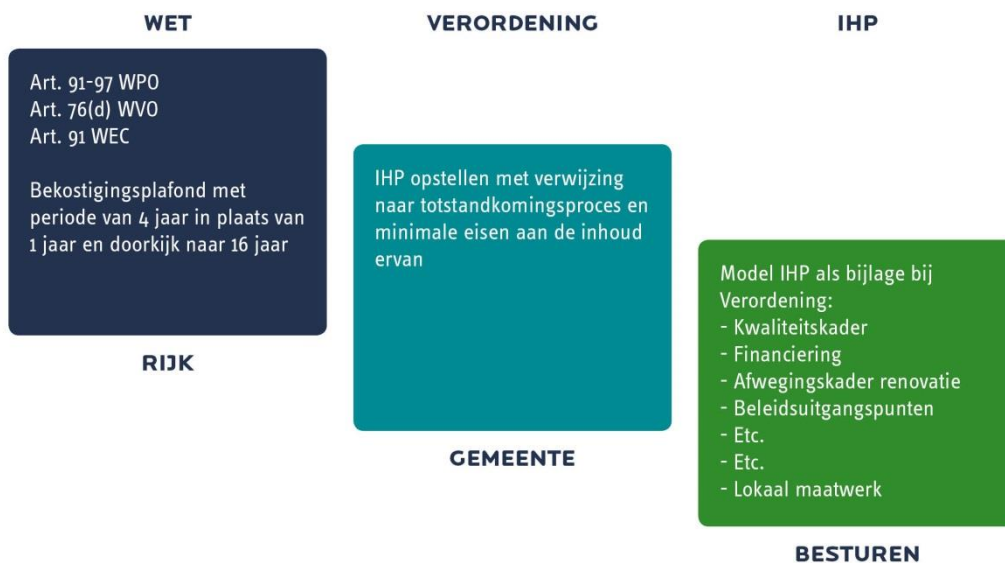 WET
Art. 91-97 WPO
Art. 76(d) WVO
Art. 91 WEC
Bekostigingsplafond met
periode van 4 jaar in plaats van
1 jaar en doorkijk naar 16 jaar
RIJK
VERORDENING
IHP opstellen met verwijzing
naar totstandkomingsproces en
minimale eisen aan de inhoud
ervan
GEMEENTE
IHP
Model IHP als bijlage bij
Verordening:
- Kwaliteitskader
- Financiering
- Afwegingskader renovatie
- Beleidsuitgangspunten
- Etc.
- Etc.
- Lokaal maatwerk
BESTUREN